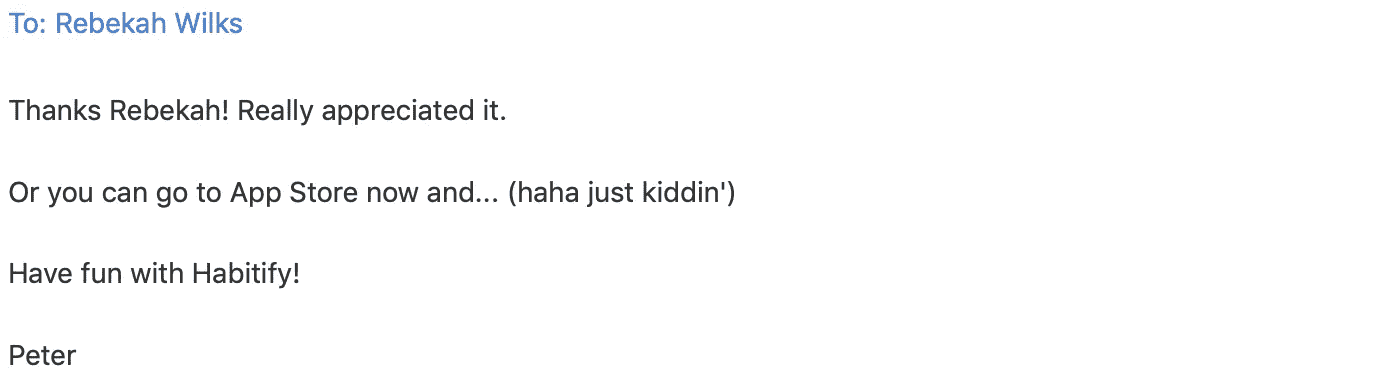 To: Rebekah Wilks
Thanks Rebekah! Really appreciated it.
Or you can go to App Store now and... (haha just kiddin')
Have fun with Habitify!
Peter